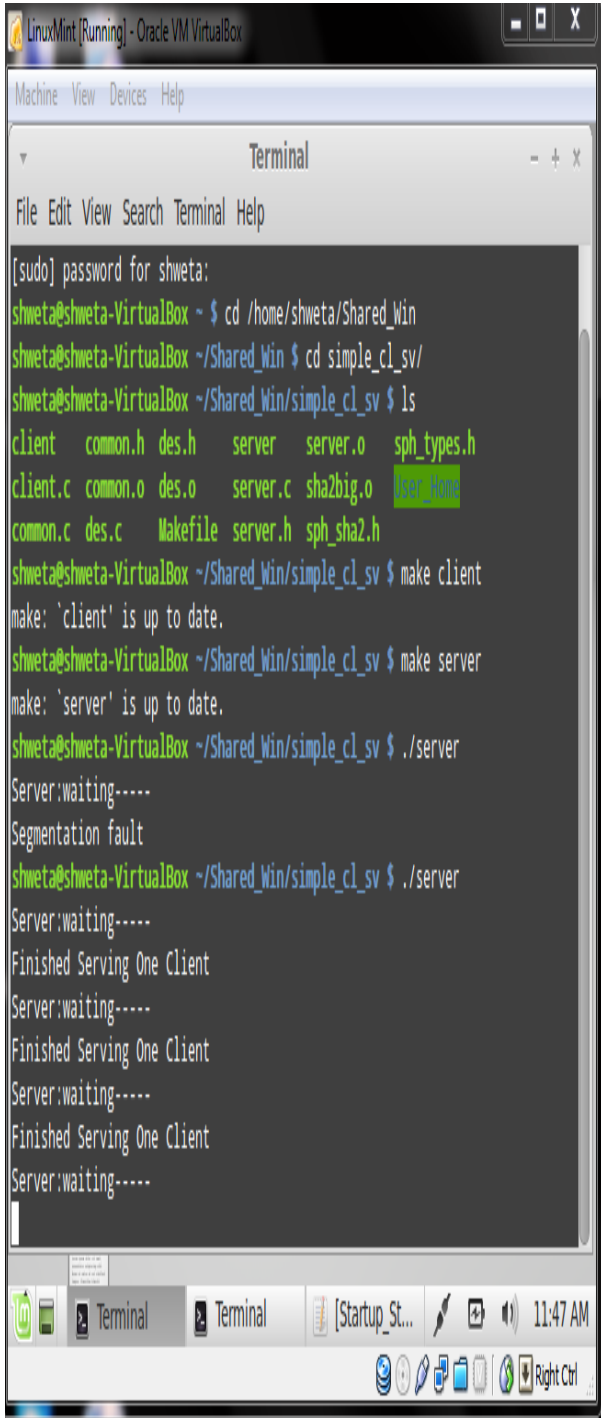 LinuxMint [Running] - Oracle VM VirtualBox
Machine View Devices Help
Terminal
File Edit View Search Terminal Help
[sudo] password for shweta:
shweta@shweta-VirtualBox ~ $ cd /home/shweta/Shared_Win
shweta@shweta-VirtualBox ~/Shared_Win $ cd simple_cl_sv/
shweta@shweta-VirtualBox ~/Shared_Win/simple_cl_sv $ ls
client common.h des.h server server.o sph_types.h
client.c common.o des.o server.c sha2big.o User_Home
common.c des.c Makefile server.h sph_sha2.h
shweta@shweta-VirtualBox ~/Shared_Win/simple_cl_sv $ make client
make: `client' is up to date.
shweta@shweta-VirtualBox ~/Shared_Win/simple_cl_sv $ make server
make: `server' is up to date.
shweta@shweta-VirtualBox ~/Shared_Win/simple_cl_sv $ ./server
Server:waiting-----
Segmentation fault
shweta@shweta-VirtualBox ~/Shared_Win/simple_cl_sv $ ./server
Server:waiting-----
Finished Serving One Client
Server:waiting-----
Finished Serving One Client
Server:waiting-----
Finished Serving One Client
Server:waiting-----
Terminal Terminal [Startup_St... 11:47 AM
Right Ctrl